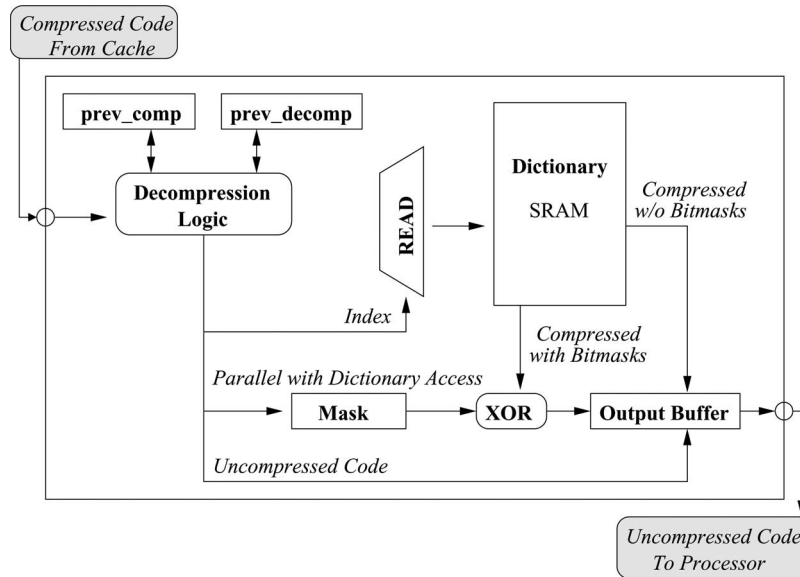 Compressed Code
From Cache
prev_comp
prev_decomp
Decompression
Logic
READ
Dictionary
SRAM
Compressed
w/o Bitmasks
Index
Compressed
with Bitmasks
Parallel with Dictionary Access
Mask
XOR
Output Buffer
Uncompressed Code
Uncompressed Code
To Processor